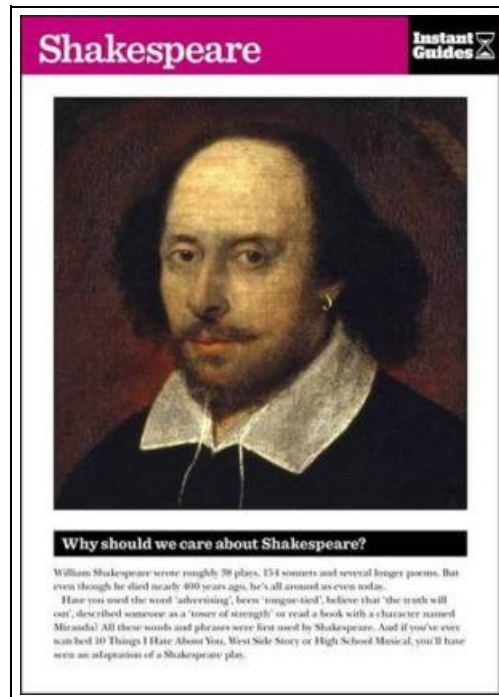 Shakespeare
Instant
Guides
Why should we care about Shakespeare?
William Shakespeare wrote roughly 38 plays, 154 sonnets and several longer poems. But
even though he died nearly 400 years ago, he's all around us even today.
Have you used the word 'advertising', been 'tongue-tied', believe that 'the truth will
out', described someone as a 'tower of strength' or read a book with a character named
Miranda? All these words and phrases were first used by Shakespeare. And if you've ever
watched 10 Things I Hate About You, West Side Story or High School Musical, you'll have
seen an adaptation of a Shakespeare play.